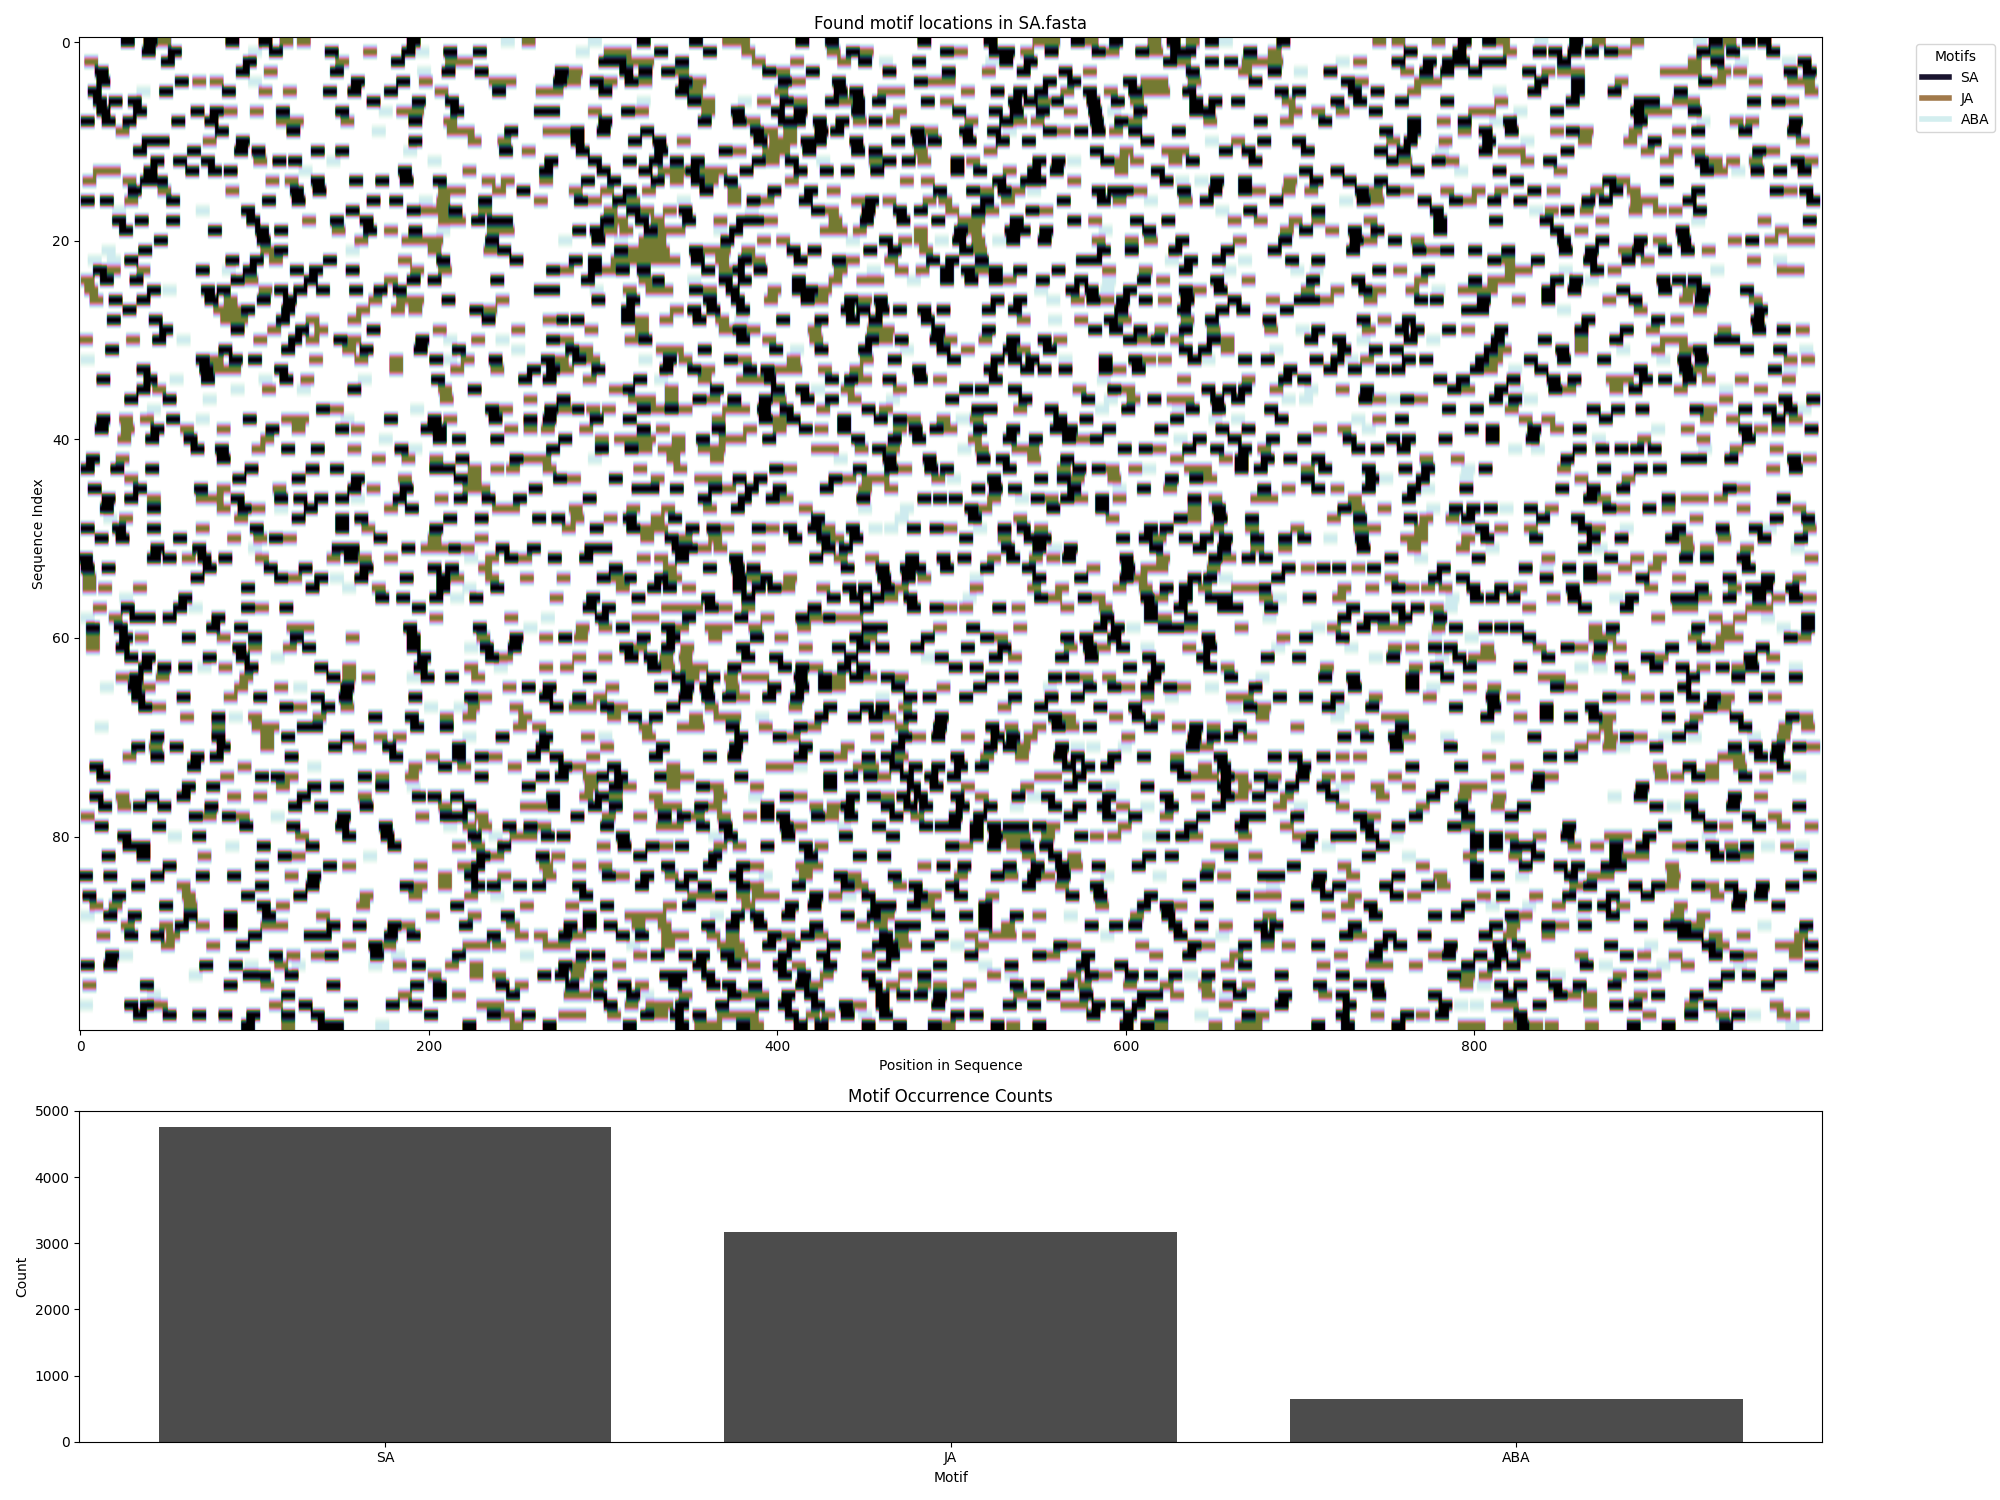 Found motif locations in SA.fasta
Motifs
SA
JA
ABA
0
20
40
60
80
Sequence Index
0
200
400
600
800
Position in Sequence
Motif Occurrence Counts
5000
4000
3000
2000
1000
0
Count
SA
JA
ABA
Motif